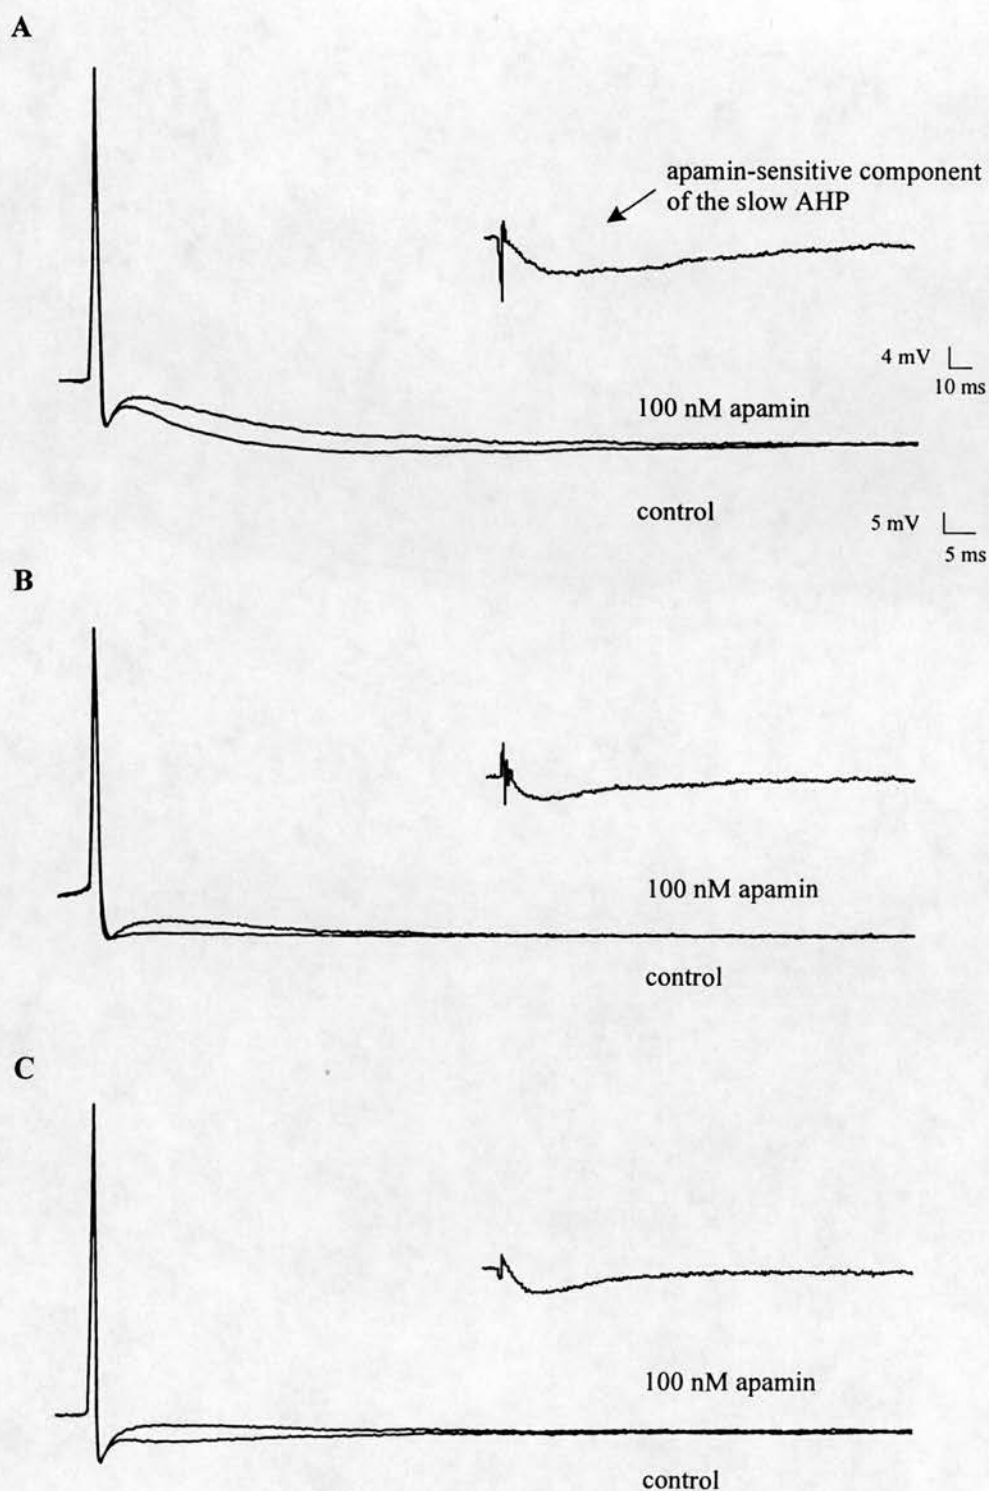 A
apamin-sensitive component
of the slow AHP
4 mV
10 ms
100 nM apamin
control
5 mV
5 ms
B
100 nM apamin
control
C
100 nM apamin
control